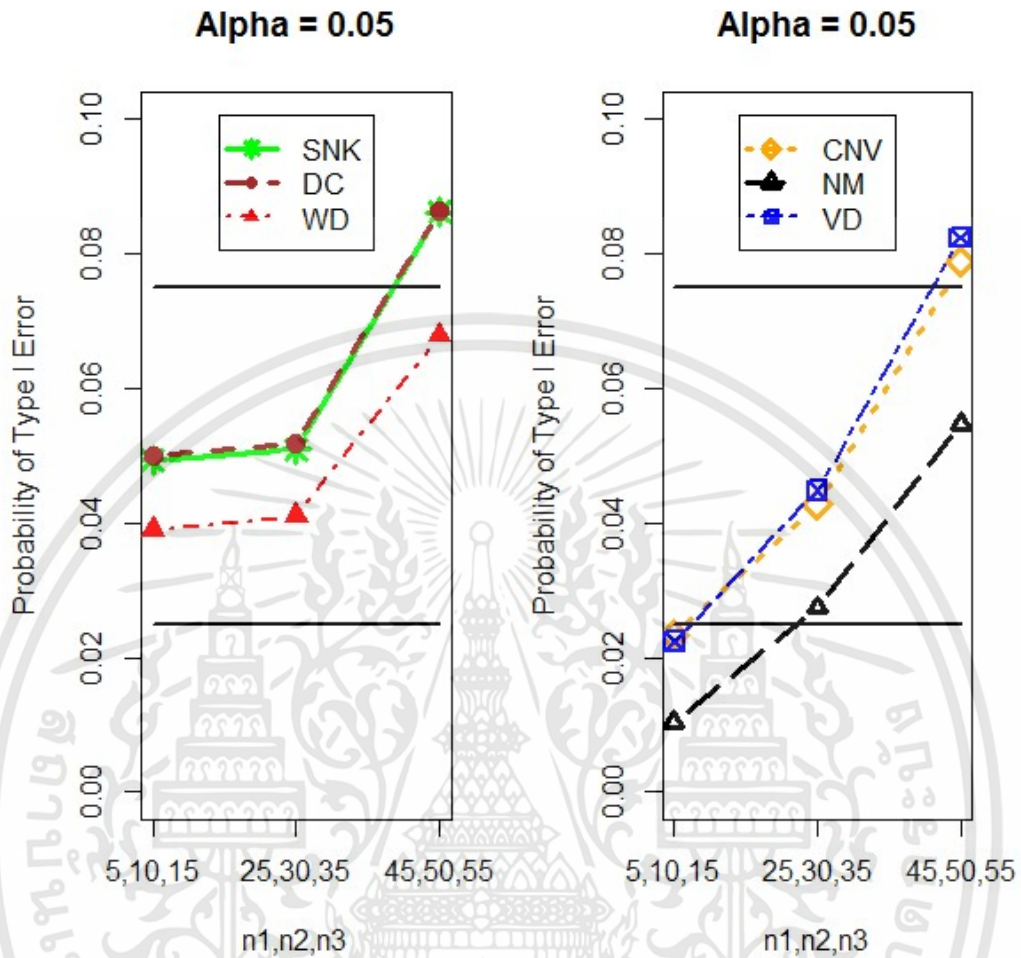 Alpha = 0.05
Probability of Type I Error
0.10
0.08
0.06
0.04
0.02
0.00
SNK
DC
WD
5,10,15
25,30,35
45,50,55
n1,n2,n3
Alpha = 0.05
Probability of Type I Error
0.10
0.08
0.06
0.04
0.02
0.00
CNV
NM
VD
5,10,15
25,30,35
45,50,55
n1,n2,n3